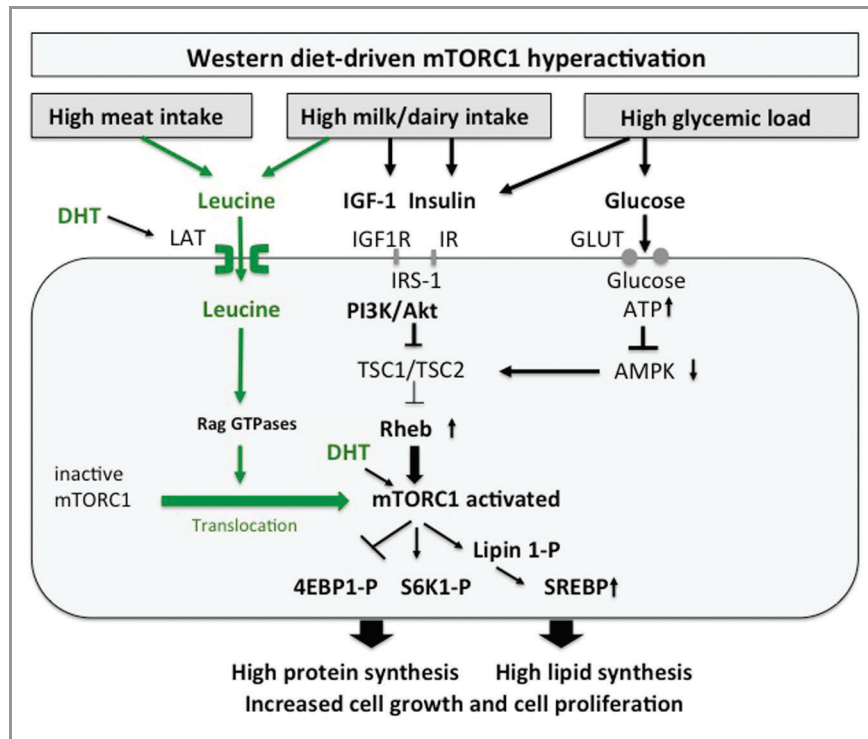 Western diet-driven mTORC1 hyperactivation
High meat intake
High milk/dairy intake
High glycemic load
Leucine
IGF-1 Insulin
Glucose
DHT
LAT
IGF1R
IR
GLUT
IRS-1
Glucose
Leucine
PI3K/Akt
ATP
TSC1/TSC2
AMPK
Rag GTPases
Rheb
DHT
inactive
mTORC1
mTORC1 activated
Translocation
Lipin 1-P
4EBP1-P
S6K1-P
SREBP
High protein synthesis
High lipid synthesis
Increased cell growth and cell proliferation